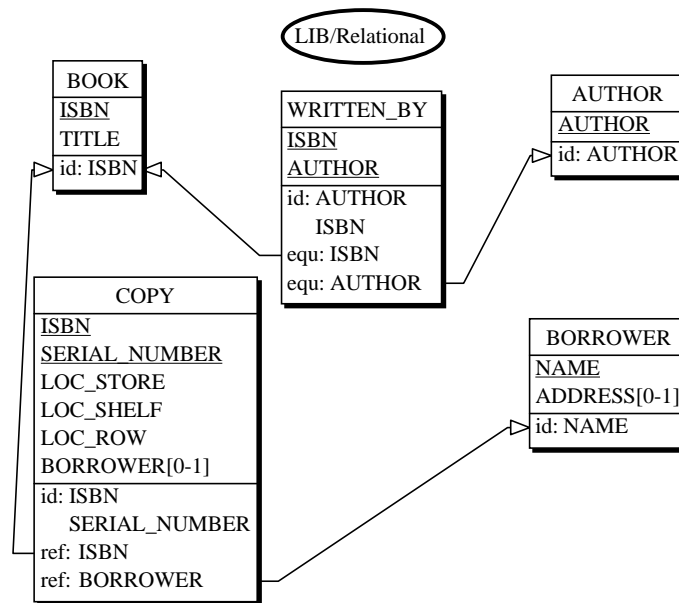 LIB/Relational
BOOK
ISBN
TITLE
id: ISBN
WRITTEN_BY
ISBN
AUTHOR
id: AUTHOR
ISBN
equ: ISBN
equ: AUTHOR
AUTHOR
AUTHOR
id: AUTHOR
COPY
ISBN
SERIAL_NUMBER
LOC_STORE
LOC_SHELF
LOC_ROW
BORROWER[0-1]
id: ISBN
SERIAL_NUMBER
ref: ISBN
ref: BORROWER
BORROWER
NAME
ADDRESS[0-1]
id: NAME